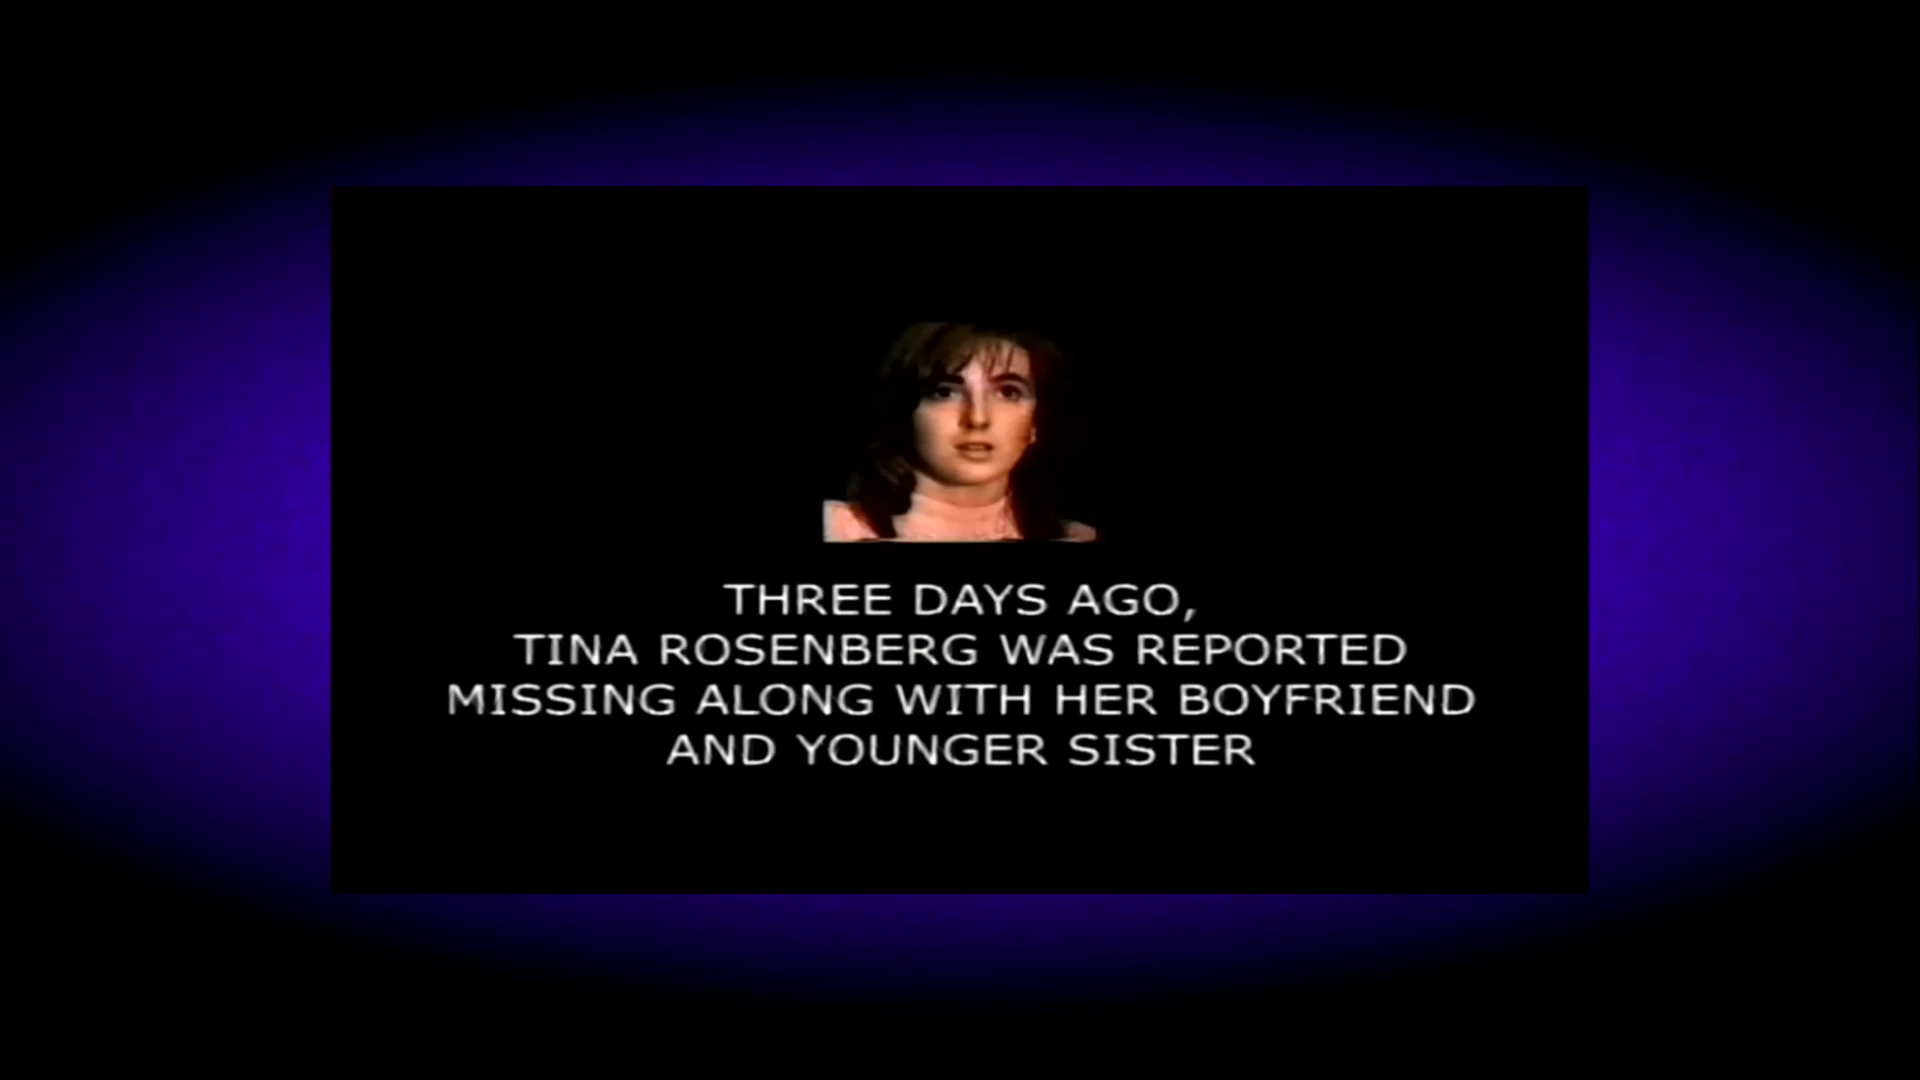 THREE DAYS AGO,
TINA ROSENBERG WAS REPORTED
MISSING ALONG WITH HER BOYFRIEND
AND YOUNGER SISTER